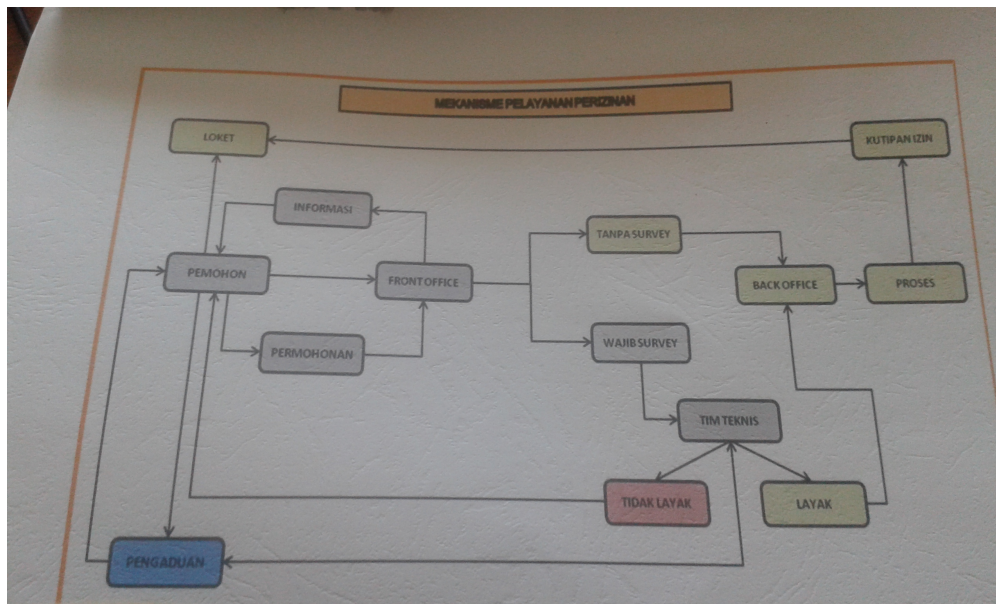 MEKANISME PELAYANAN PERIZINAN
LOKET
KUTIPAN IZIN
INFORMASI
TANPA SURVEY
PEMOHON
FRONT OFFICE
BACK OFFICE
PROSES
PERMOHONAN
WAJIB SURVEY
TIM TEKNIS
TIDAK LAYAK
LAYAK
PENGADUAN